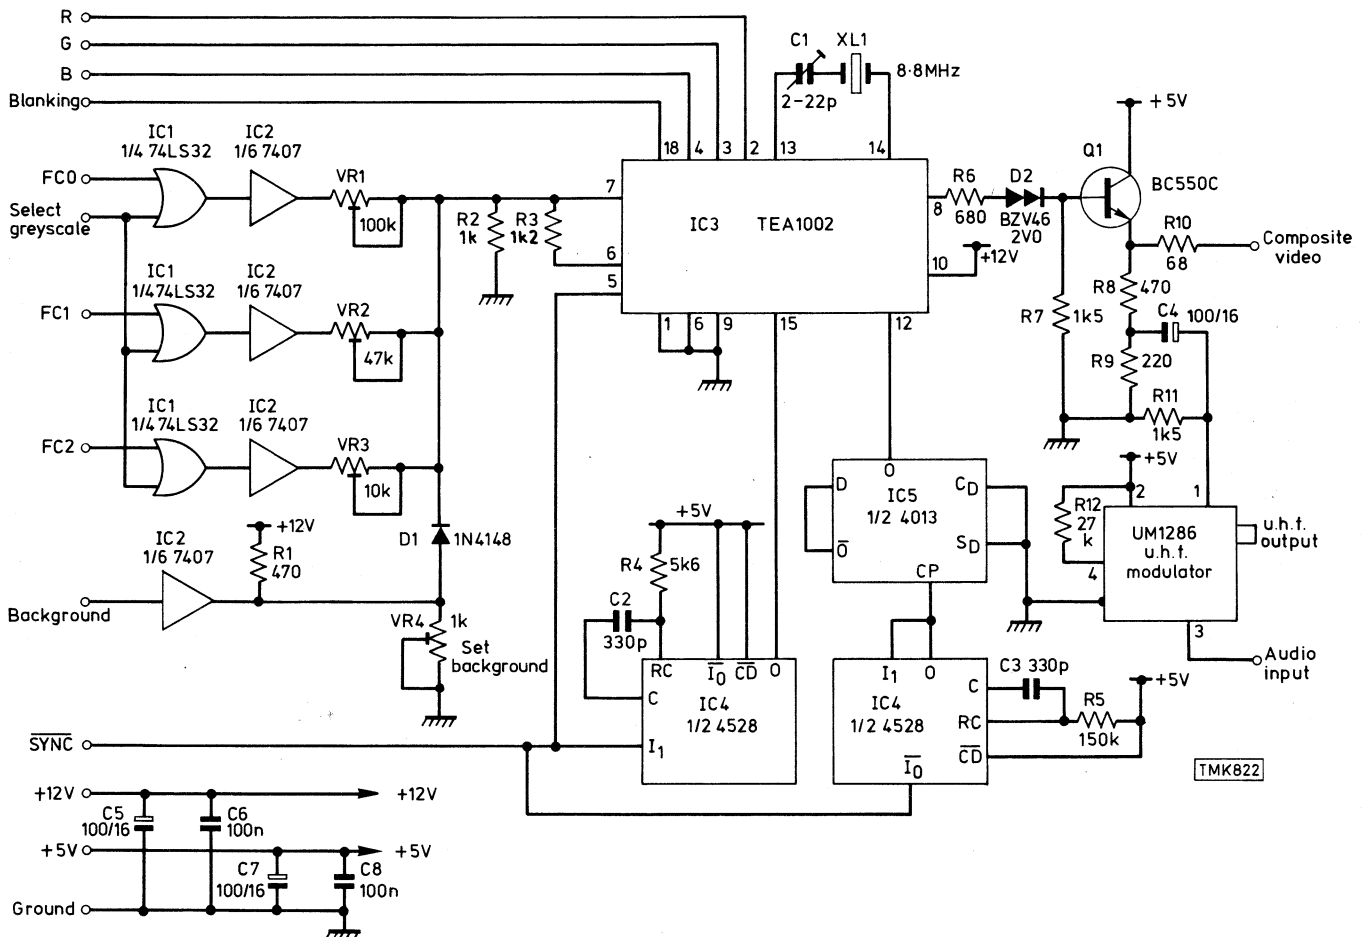 R
G
B
Blanking
C1
XL1
8·8MHz
2-22p
18
4
3
2
13
14
IC1
1/4 74LS32
IC2
1/6 7407
FC0
Select
greyscale
VR1
100k
7
R2
1k
R3
1k2
6
5
IC3
TEA1002
8
10
1
6
9
15
12
R6
680
D2
BZV46
2V0
+12V
Q1
+5V
BC550C
R10
68
Composite
video
R7
1k5
R8
470
C4
100/16
R9
220
R11
1k5
IC1
1/474LS32
IC2
1/6 7407
FC1
VR2
47k
IC1
1/4 74LS32
IC2
1/6 7407
FC2
VR3
10k
+12V
R1
470
D1
1N4148
IC2
1/6 7407
Background
VR4
1k
Set
background
+5V
R4
5k6
C2
330p
RC
I0
CD
O
C
IC4
1/2 4528
I1
O
D
IC5
1/2 4013
CD
O
SD
CP
+5V
2
1
R12
27
k
UM1286
u.h.f.
modulator
4
3
u.h.f.
output
Audio
input
I1
O
IC4
1/2 4528
C
RC
CD
I0
C3 330p
R5
150k
+5V
SYNC
TMK822
+12V
+12V
C5
100/16
C6
100n
+5V
+5V
C7
100/16
C8
100n
Ground